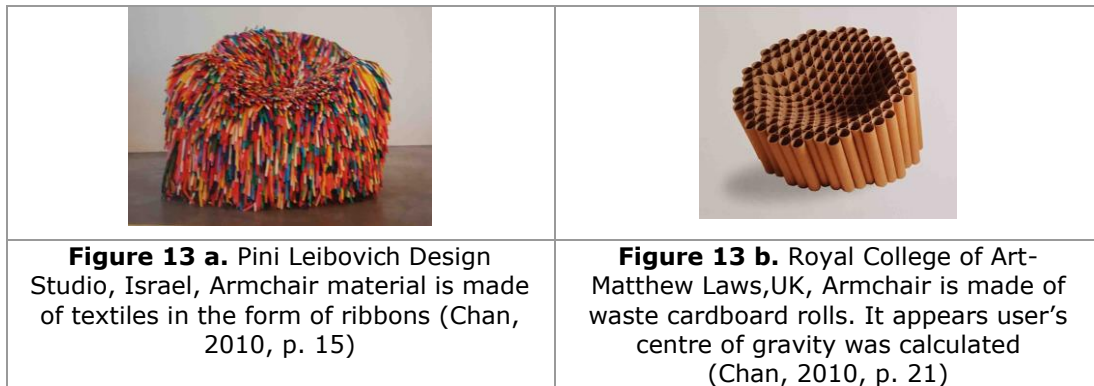 Figure 13 a. Pini Leibovich Design
Studio, Israel, Armchair material is made
of textiles in the form of ribbons (Chan,
2010, p. 15)
Figure 13 b. Royal College of Art-
Matthew Laws,UK, Armchair is made of
waste cardboard rolls. It appears user's
centre of gravity was calculated
(Chan, 2010, p. 21)